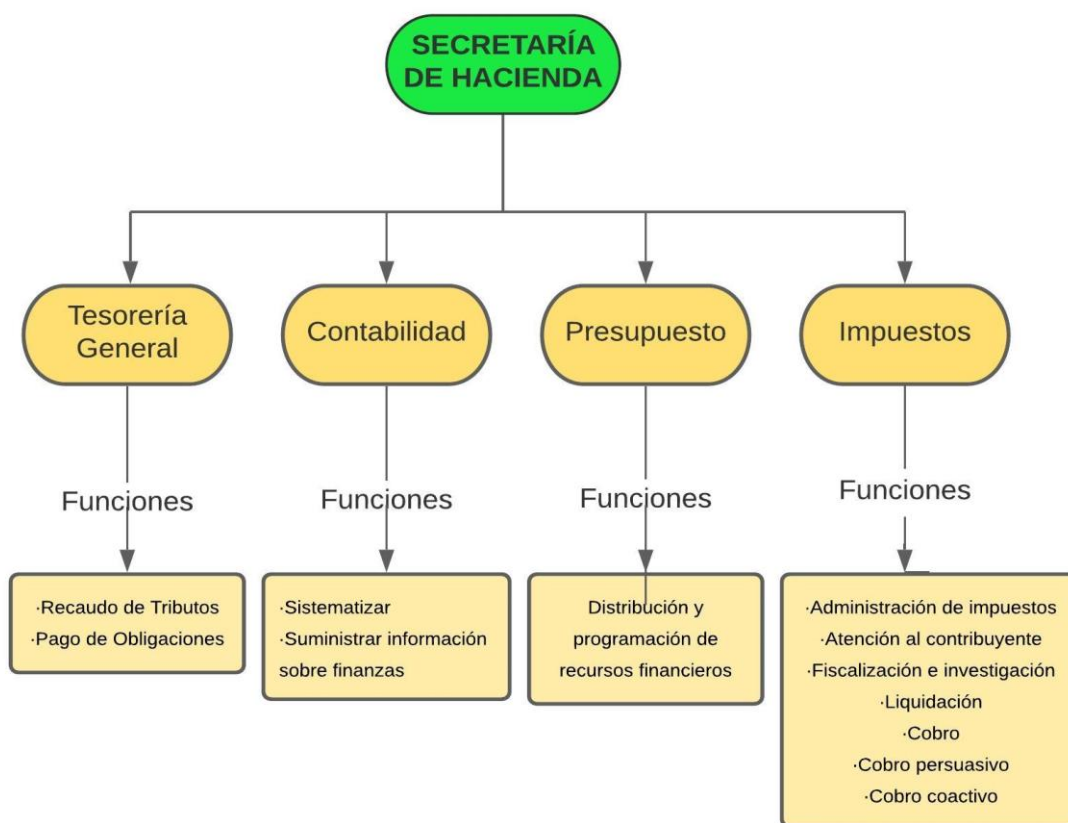 SECRETARÍA
DE HACIENDA
Tesorería
General
Contabilidad
Presupuesto
Impuestos
Funciones
Funciones
Funciones
Funciones
·Recaudo de Tributos
·Pago de Obligaciones
·Sistematizar
·Suministrar información
sobre finanzas
Distribución y
programación de
recursos financieros
·Administración de impuestos
·Atención al contribuyente
·Fiscalización e investigación
·Liquidación
·Cobro
·Cobro persuasivo
·Cobro coactivo